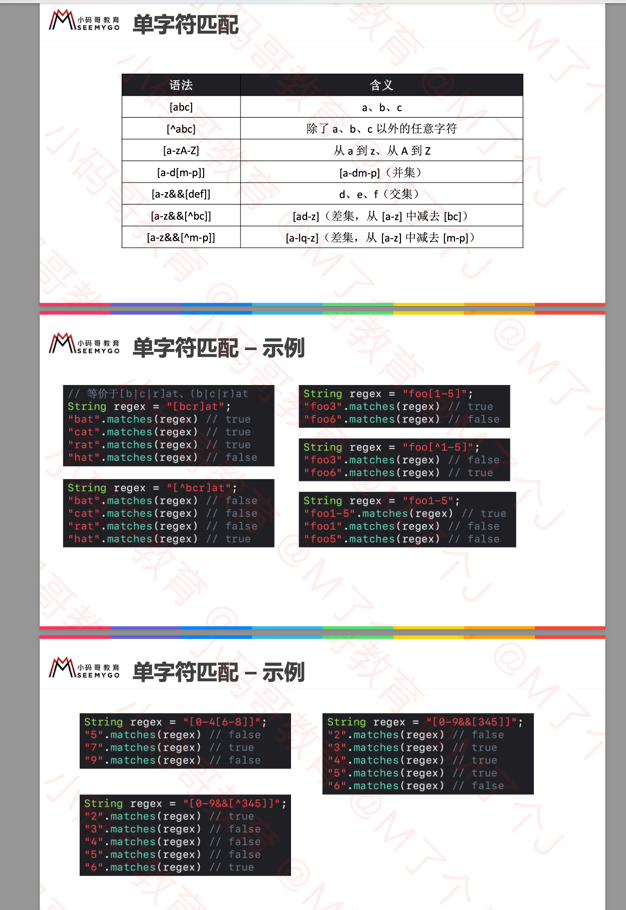 小码哥教育
SEEMYGO
单字符匹配
语法 含义
[abc] a、b、c
[^abc] 除了 a、b、c 以外的任意字符
[a-zA-Z] 从 a 到 z、从 A 到 Z
[a-d[m-p]] [a-dm-p]（并集）
[a-z&&[def]] d、e、f（交集）
[a-z&&[^bc]] [ad-z]（差集，从 [a-z] 中减去 [bc]）
[a-z&&[^m-p]] [a-lq-z]（差集，从 [a-z] 中减去 [m-p]）
小码哥教育
SEEMYGO
单字符匹配 – 示例
// 等价于[b|c|r]at、(b|c|r)at
String regex = "[bcr]at";
"bat".matches(regex) // true
"cat".matches(regex) // true
"rat".matches(regex) // true
"hat".matches(regex) // false
String regex = "[^bcr]at";
"bat".matches(regex) // false
"cat".matches(regex) // false
"rat".matches(regex) // false
"hat".matches(regex) // true
String regex = "foo[1-5]";
"foo3".matches(regex) // true
"foo6".matches(regex) // false
String regex = "foo[^1-5]";
"foo3".matches(regex) // false
"foo6".matches(regex) // true
String regex = "foo1-5";
"foo1-5".matches(regex) // true
"foo1".matches(regex) // false
"foo5".matches(regex) // false
小码哥教育
SEEMYGO
单字符匹配 – 示例
String regex = "[0-4[6-8]]";
"5".matches(regex) // false
"7".matches(regex) // true
"9".matches(regex) // false
String regex = "[0-9&&[^345]]";
"2".matches(regex) // true
"3".matches(regex) // false
"4".matches(regex) // false
"5".matches(regex) // false
"6".matches(regex) // true
String regex = "[0-9&&[345]]";
"2".matches(regex) // false
"3".matches(regex) // true
"4".matches(regex) // true
"5".matches(regex) // true
"6".matches(regex) // false
小码哥教育 @M了个J